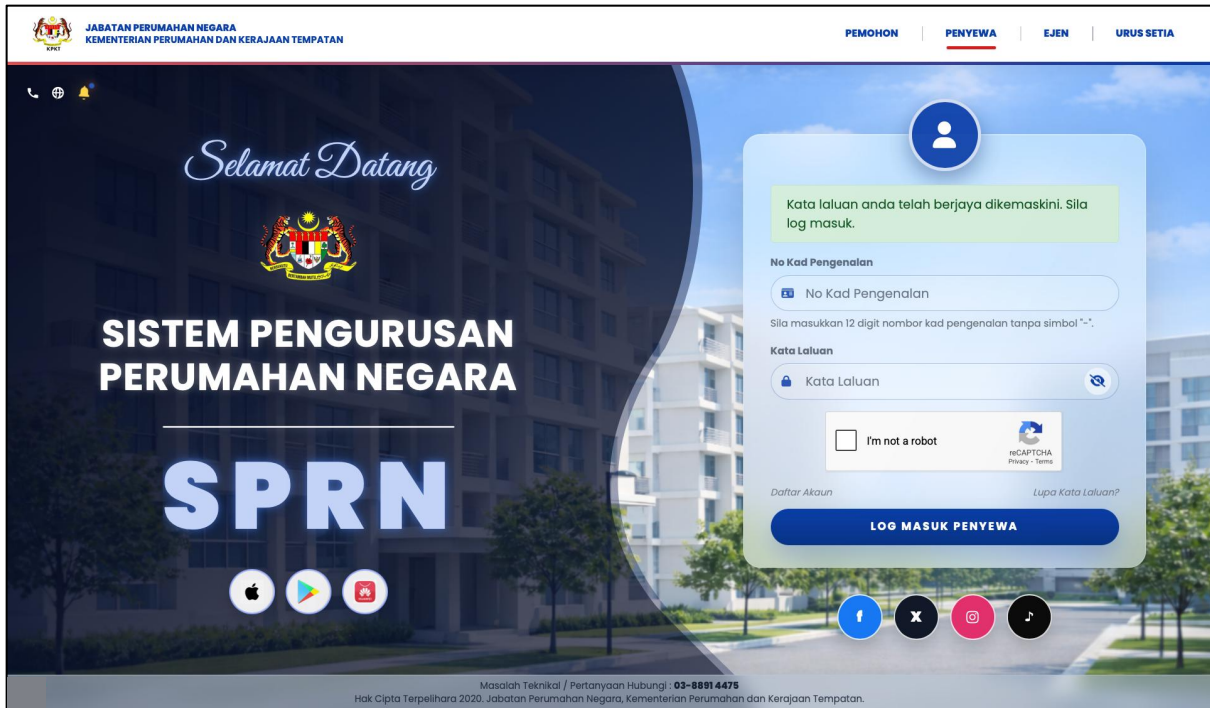 JABATAN PERUMAHAN NEGARA
KEMENTERIAN PERUMAHAN DAN KERAJAAN TEMPATAN
KPKT
PEMOHON
PENYEWA
EJEN
URUS SETIA
Selamat Datang
SISTEM PENGURUSAN
PERUMAHAN NEGARA
SPRN
Kata laluan anda telah berjaya dikemaskini. Sila
log masuk.
No Kad Pengenalan
No Kad Pengenalan
Sila masukkan 12 digit nombor kad pengenalan tanpa simbol "-".
Kata Laluan
Kata Laluan
I'm not a robot
reCAPTCHA
Privacy - Terms
Daftar Akaun
Lupa Kata Laluan?
LOG MASUK PENYEWA
Masalah Teknikal / Pertanyaan Hubungi : 03-8891 4475
Hak Cipta Terpelihara 2020. Jabatan Perumahan Negara, Kementerian Perumahan dan Kerajaan Tempatan.